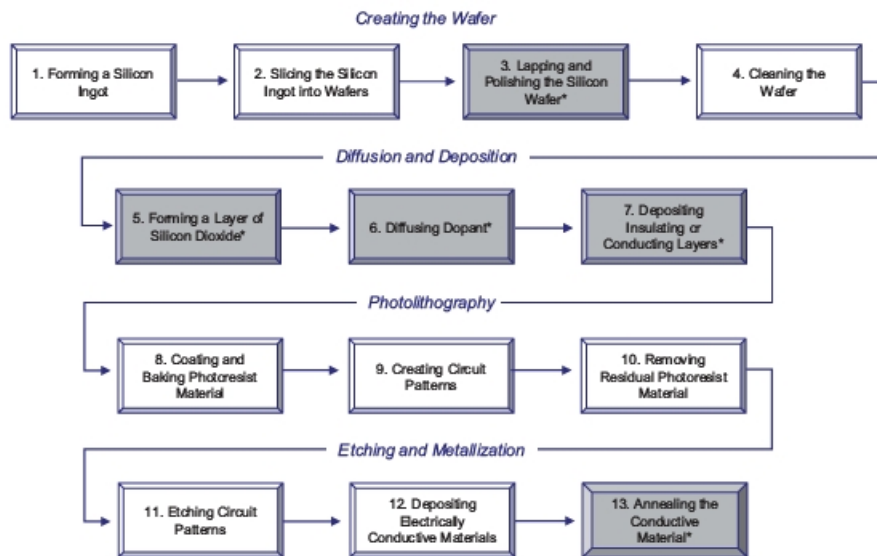 Creating the Wafer
1. Forming a Silicon
Ingot
2. Slicing the Silicon
Ingot into Wafers
3. Lapping and
Polishing the Silicon
Wafer*
4. Cleaning the
Wafer
Diffusion and Deposition
5. Forming a Layer of
Silicon Dioxide*
6. Diffusing Dopant*
7. Depositing
Insulating or
Conducting Layers*
Photolithography
8. Coating and
Baking Photoresist
Material
9. Creating Circuit
Patterns
10. Removing
Residual Photoresist
Material
Etching and Metallization
11. Etching Circuit
Patterns
12. Depositing
Electrically
Conductive Materials
13. Annealing the
Conductive
Material*